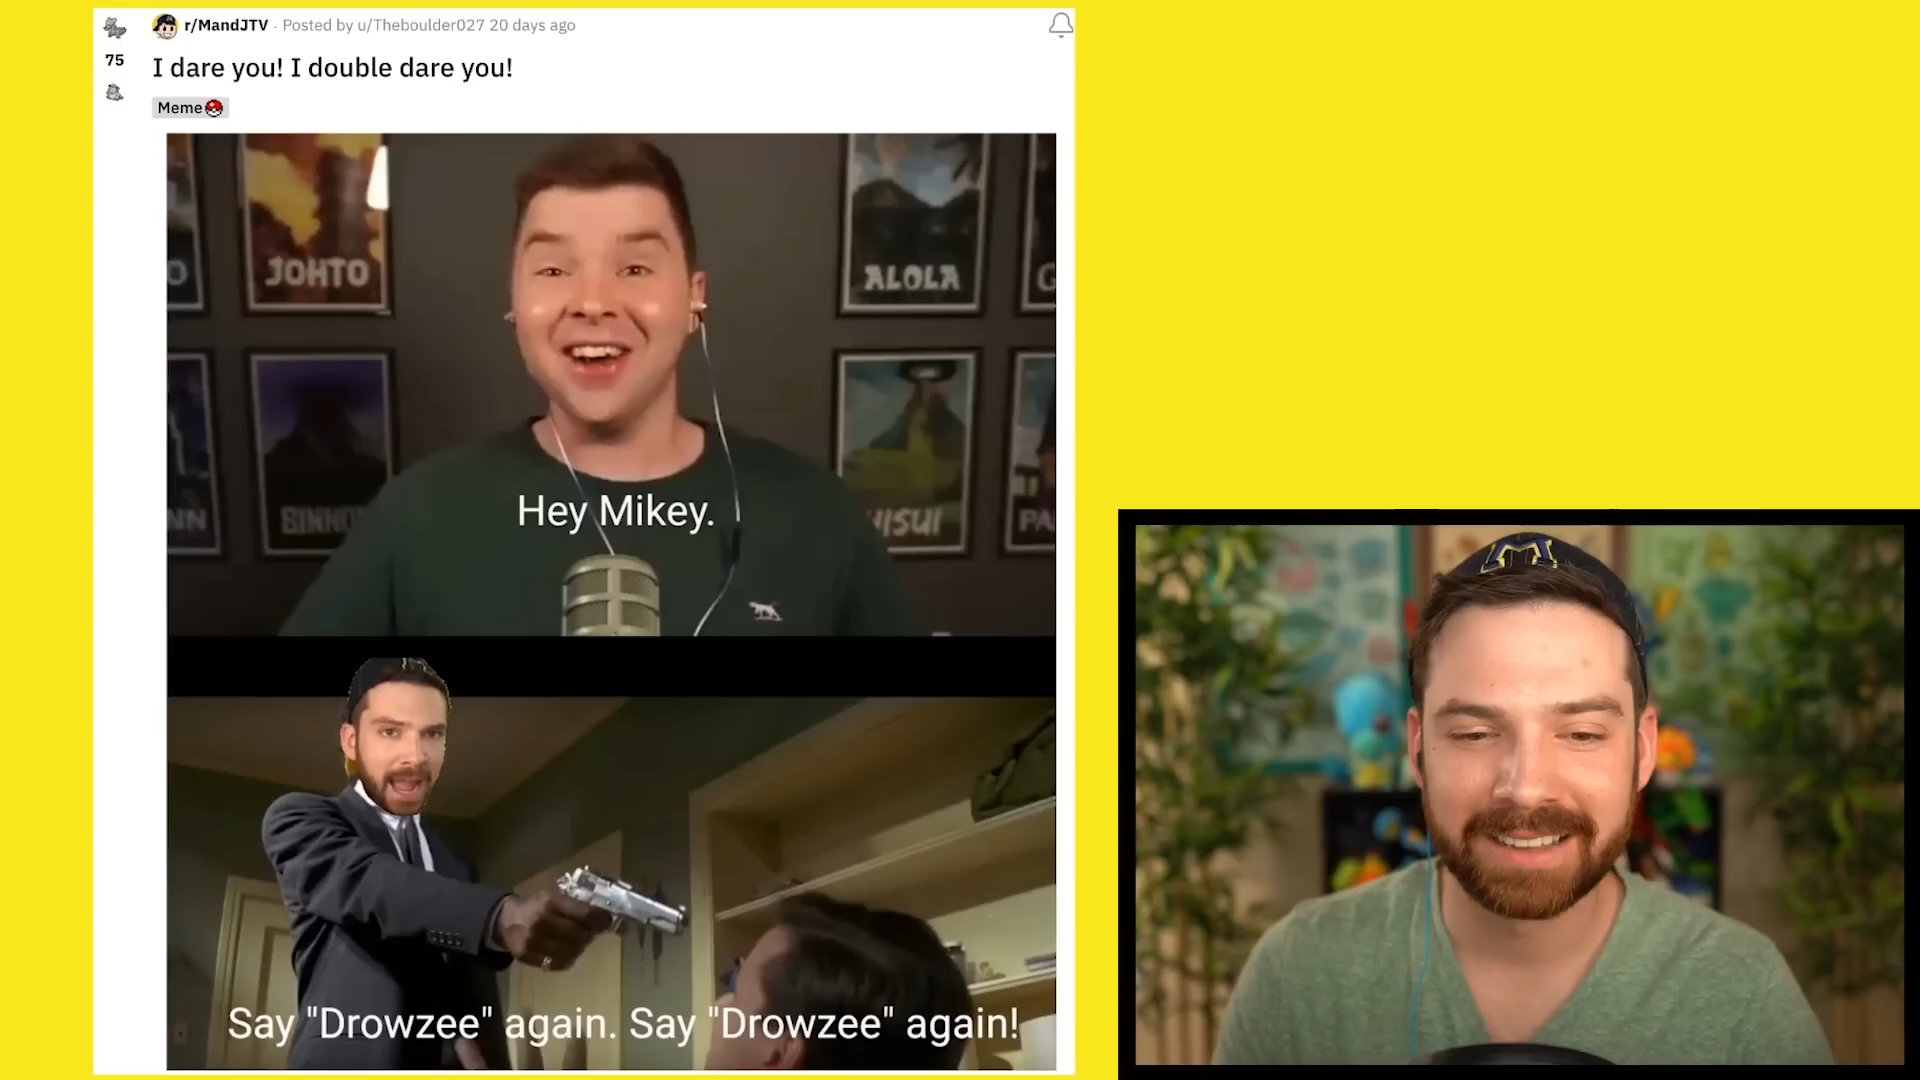 r/MandJTV · Posted by u/Theboulder027 20 days ago
75
I dare you! I double dare you!
Meme
JOHTO
ALOLA
Hey Mikey.
SINNO
HISUI
PA
M
Say "Drowzee" again. Say "Drowzee" again!